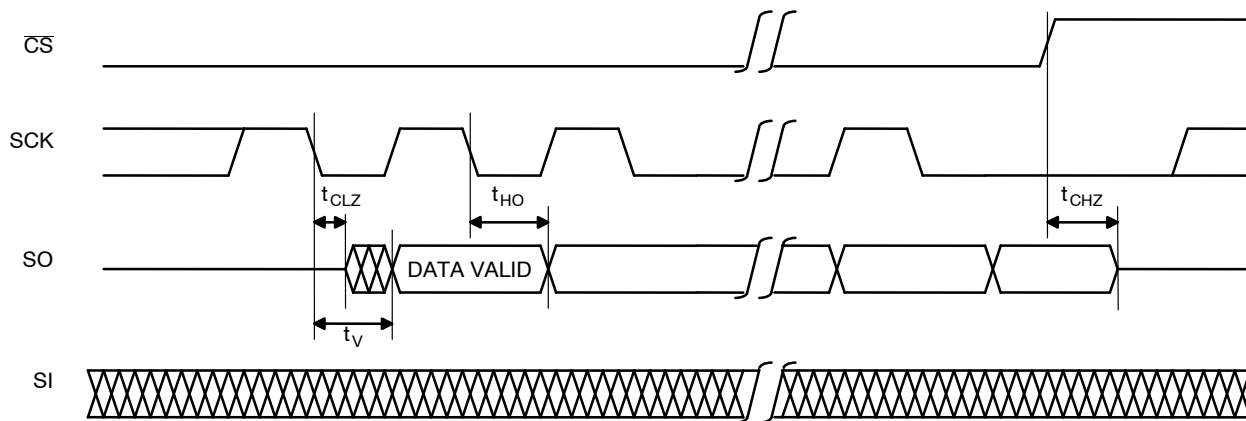 CS
SCK
tCLZ
tHO
tCHZ
SO
DATA VALID
tV
SI